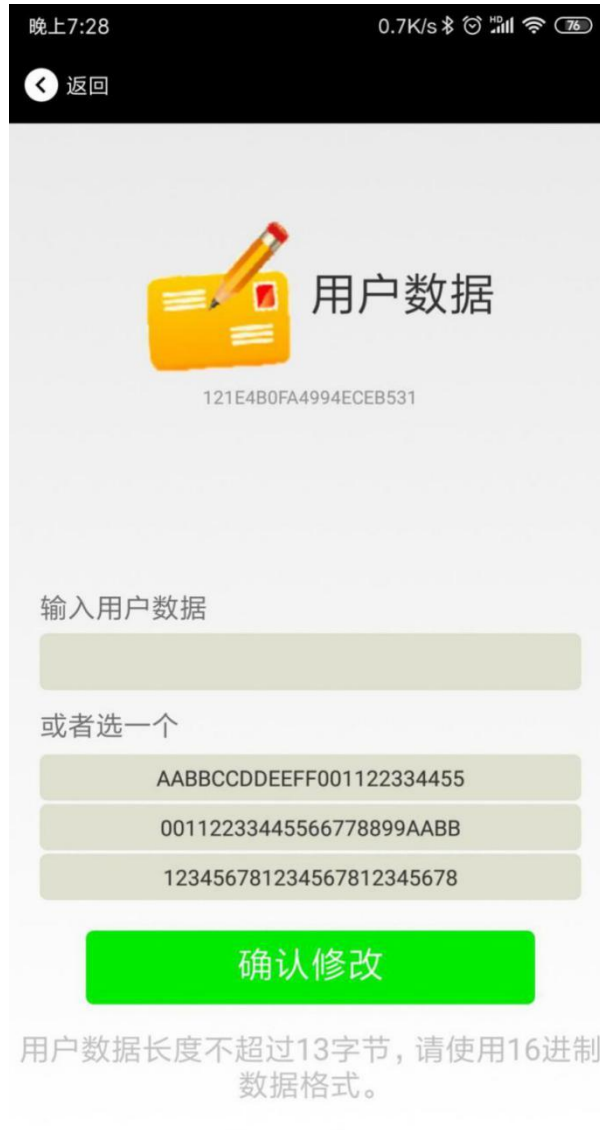 晚上7:28
0.7K/s HD 76
返回
用户数据
121E4B0FA4994ECEB531
输入用户数据
或者选一个
AABBCCDDEEFF001122334455
00112233445566778899AABB
123456781234567812345678
确认修改
用户数据长度不超过13字节，请使用16进制
数据格式。